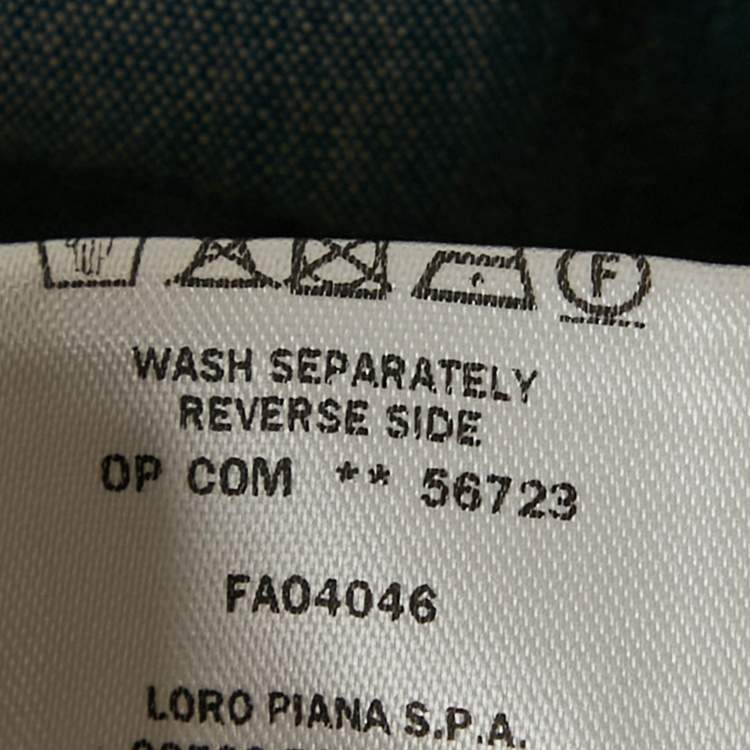 F
WASH SEPARATELY
REVERSE SIDE
OP COM ** 56723
FA04046
LORO PIANA S.P.A.